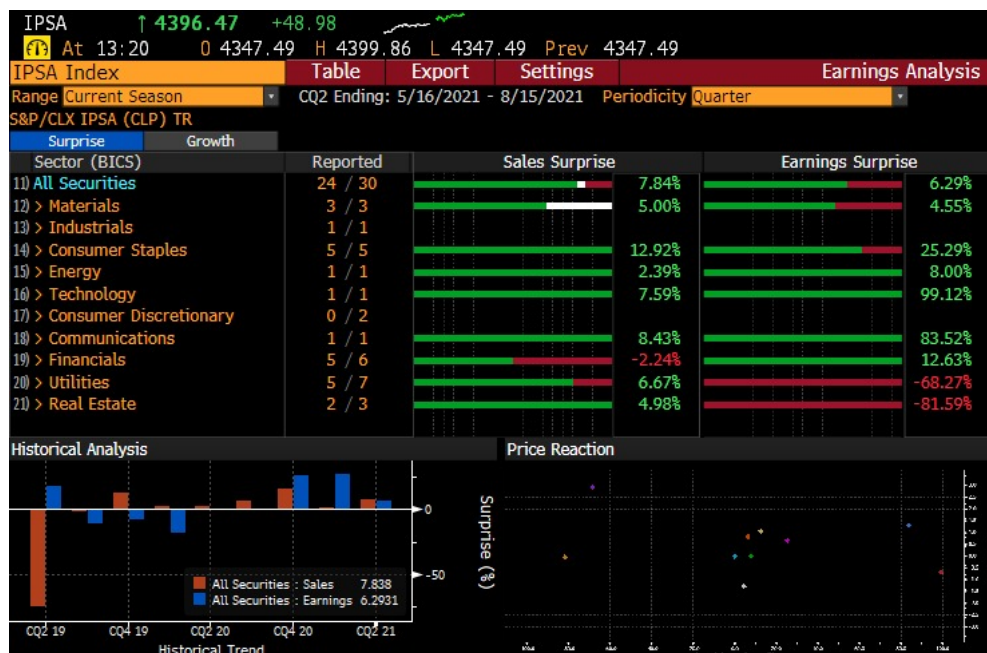 IPSA ↑ 4396.47 +48.98
At 13:20 O 4347.49 H 4399.86 L 4347.49 Prev 4347.49
IPSA Index Table Export Settings Earnings Analysis
Range Current Season CQ2 Ending: 5/16/2021 - 8/15/2021 Periodicity Quarter
S&P/CLX IPSA (CLP) TR
Surprise Growth
Sector (BICS) Reported Sales Surprise Earnings Surprise
11) All Securities 24 / 30 7.84% 6.29%
12) > Materials 3 / 3 5.00% 4.55%
13) > Industrials 1 / 1
14) > Consumer Staples 5 / 5 12.92% 25.29%
15) > Energy 1 / 1 2.39% 8.00%
16) > Technology 1 / 1 7.59% 99.12%
17) > Consumer Discretionary 0 / 2
18) > Communications 1 / 1 8.43% 83.52%
19) > Financials 5 / 6 -2.24% 12.63%
20) > Utilities 5 / 7 6.67% -68.27%
21) > Real Estate 2 / 3 4.98% -81.59%
Historical Analysis Price Reaction
0
-50
Surprise (%)
All Securities : Sales 7.838
All Securities : Earnings 6.2931
CQ2 19 CQ4 19 CQ2 20 CQ4 20 CQ2 21
Historical Trend